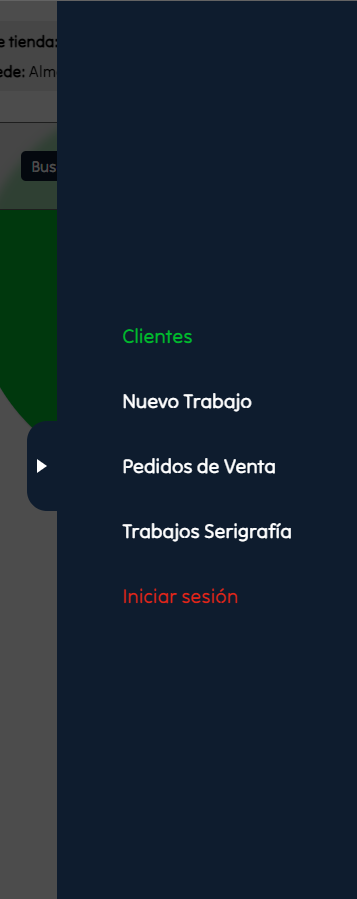 e tienda:
ede: Alm
Bus
Clientes
Nuevo Trabajo
Pedidos de Venta
Trabajos Serigrafía
Iniciar sesión